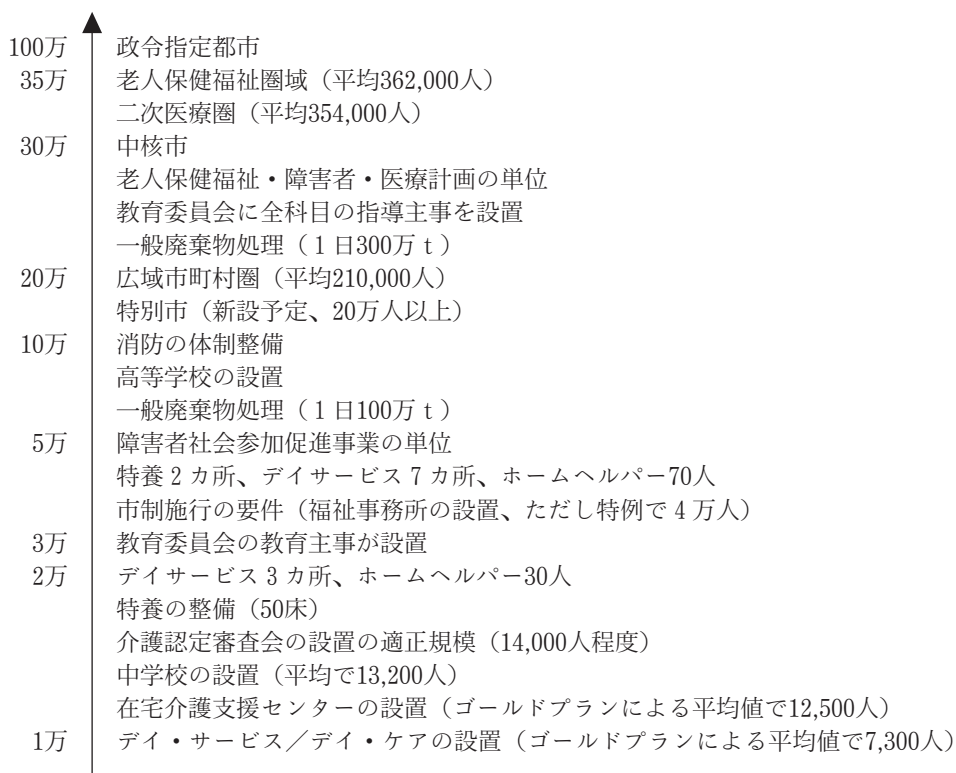 100万 政令指定都市
35万 老人保健福祉圏域（平均362,000人）
二次医療圏（平均354,000人）
30万 中核市
老人保健福祉・障害者・医療計画の単位
教育委員会に全科目の指導主事を設置
一般廃棄物処理（１日300万ｔ）
20万 広域市町村圏（平均210,000人）
特別市（新設予定、20万人以上）
10万 消防の体制整備
高等学校の設置
一般廃棄物処理（１日100万ｔ）
5万 障害者社会参加促進事業の単位
特養２カ所、デイサービス７カ所、ホームヘルパー70人
市制施行の要件（福祉事務所の設置、ただし特例で４万人）
3万 教育委員会の教育主事が設置
2万 デイサービス３カ所、ホームヘルパー30人
特養の整備（50床）
介護認定審査会の設置の適正規模（14,000人程度）
中学校の設置（平均で13,200人）
在宅介護支援センターの設置（ゴールドプランによる平均値で12,500人）
1万 デイ・サービス／デイ・ケアの設置（ゴールドプランによる平均値で7,300人）